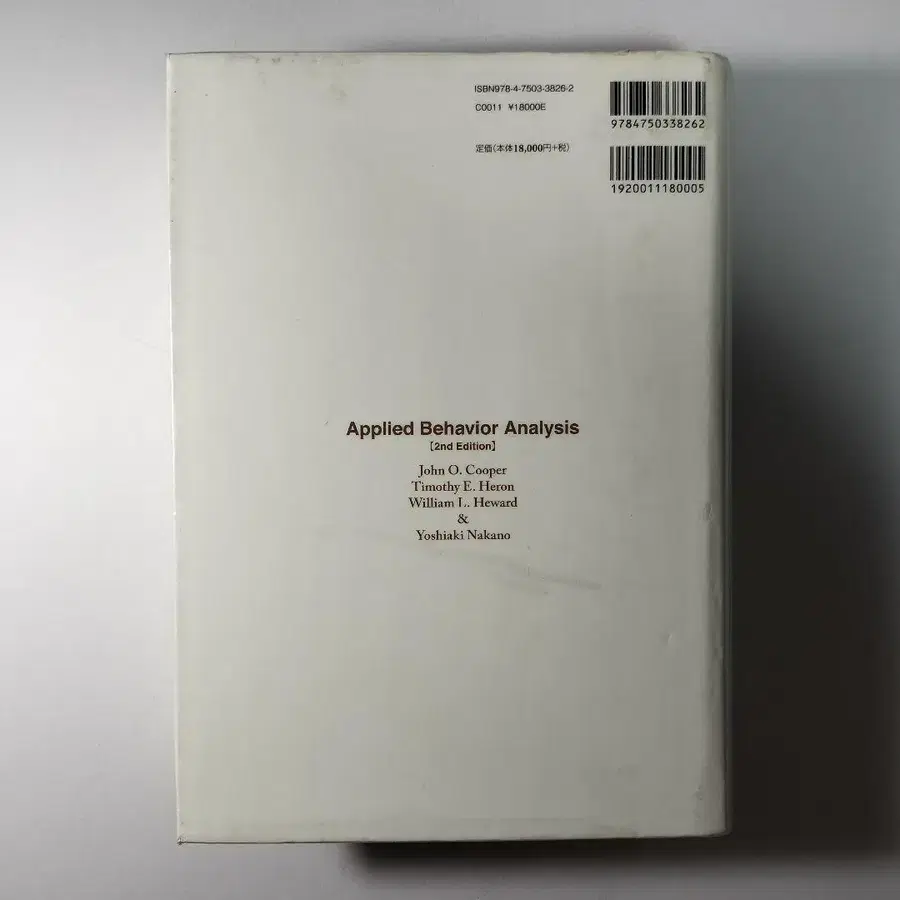 ISBN978-4-7503-3826-2
C0011 ¥18000E
9784750338262
定価(本体18,000円+税)
1920011180005
Applied Behavior Analysis
【2nd Edition】
John O. Cooper
Timothy E. Heron
William L. Heward
&
Yoshiaki Nakano